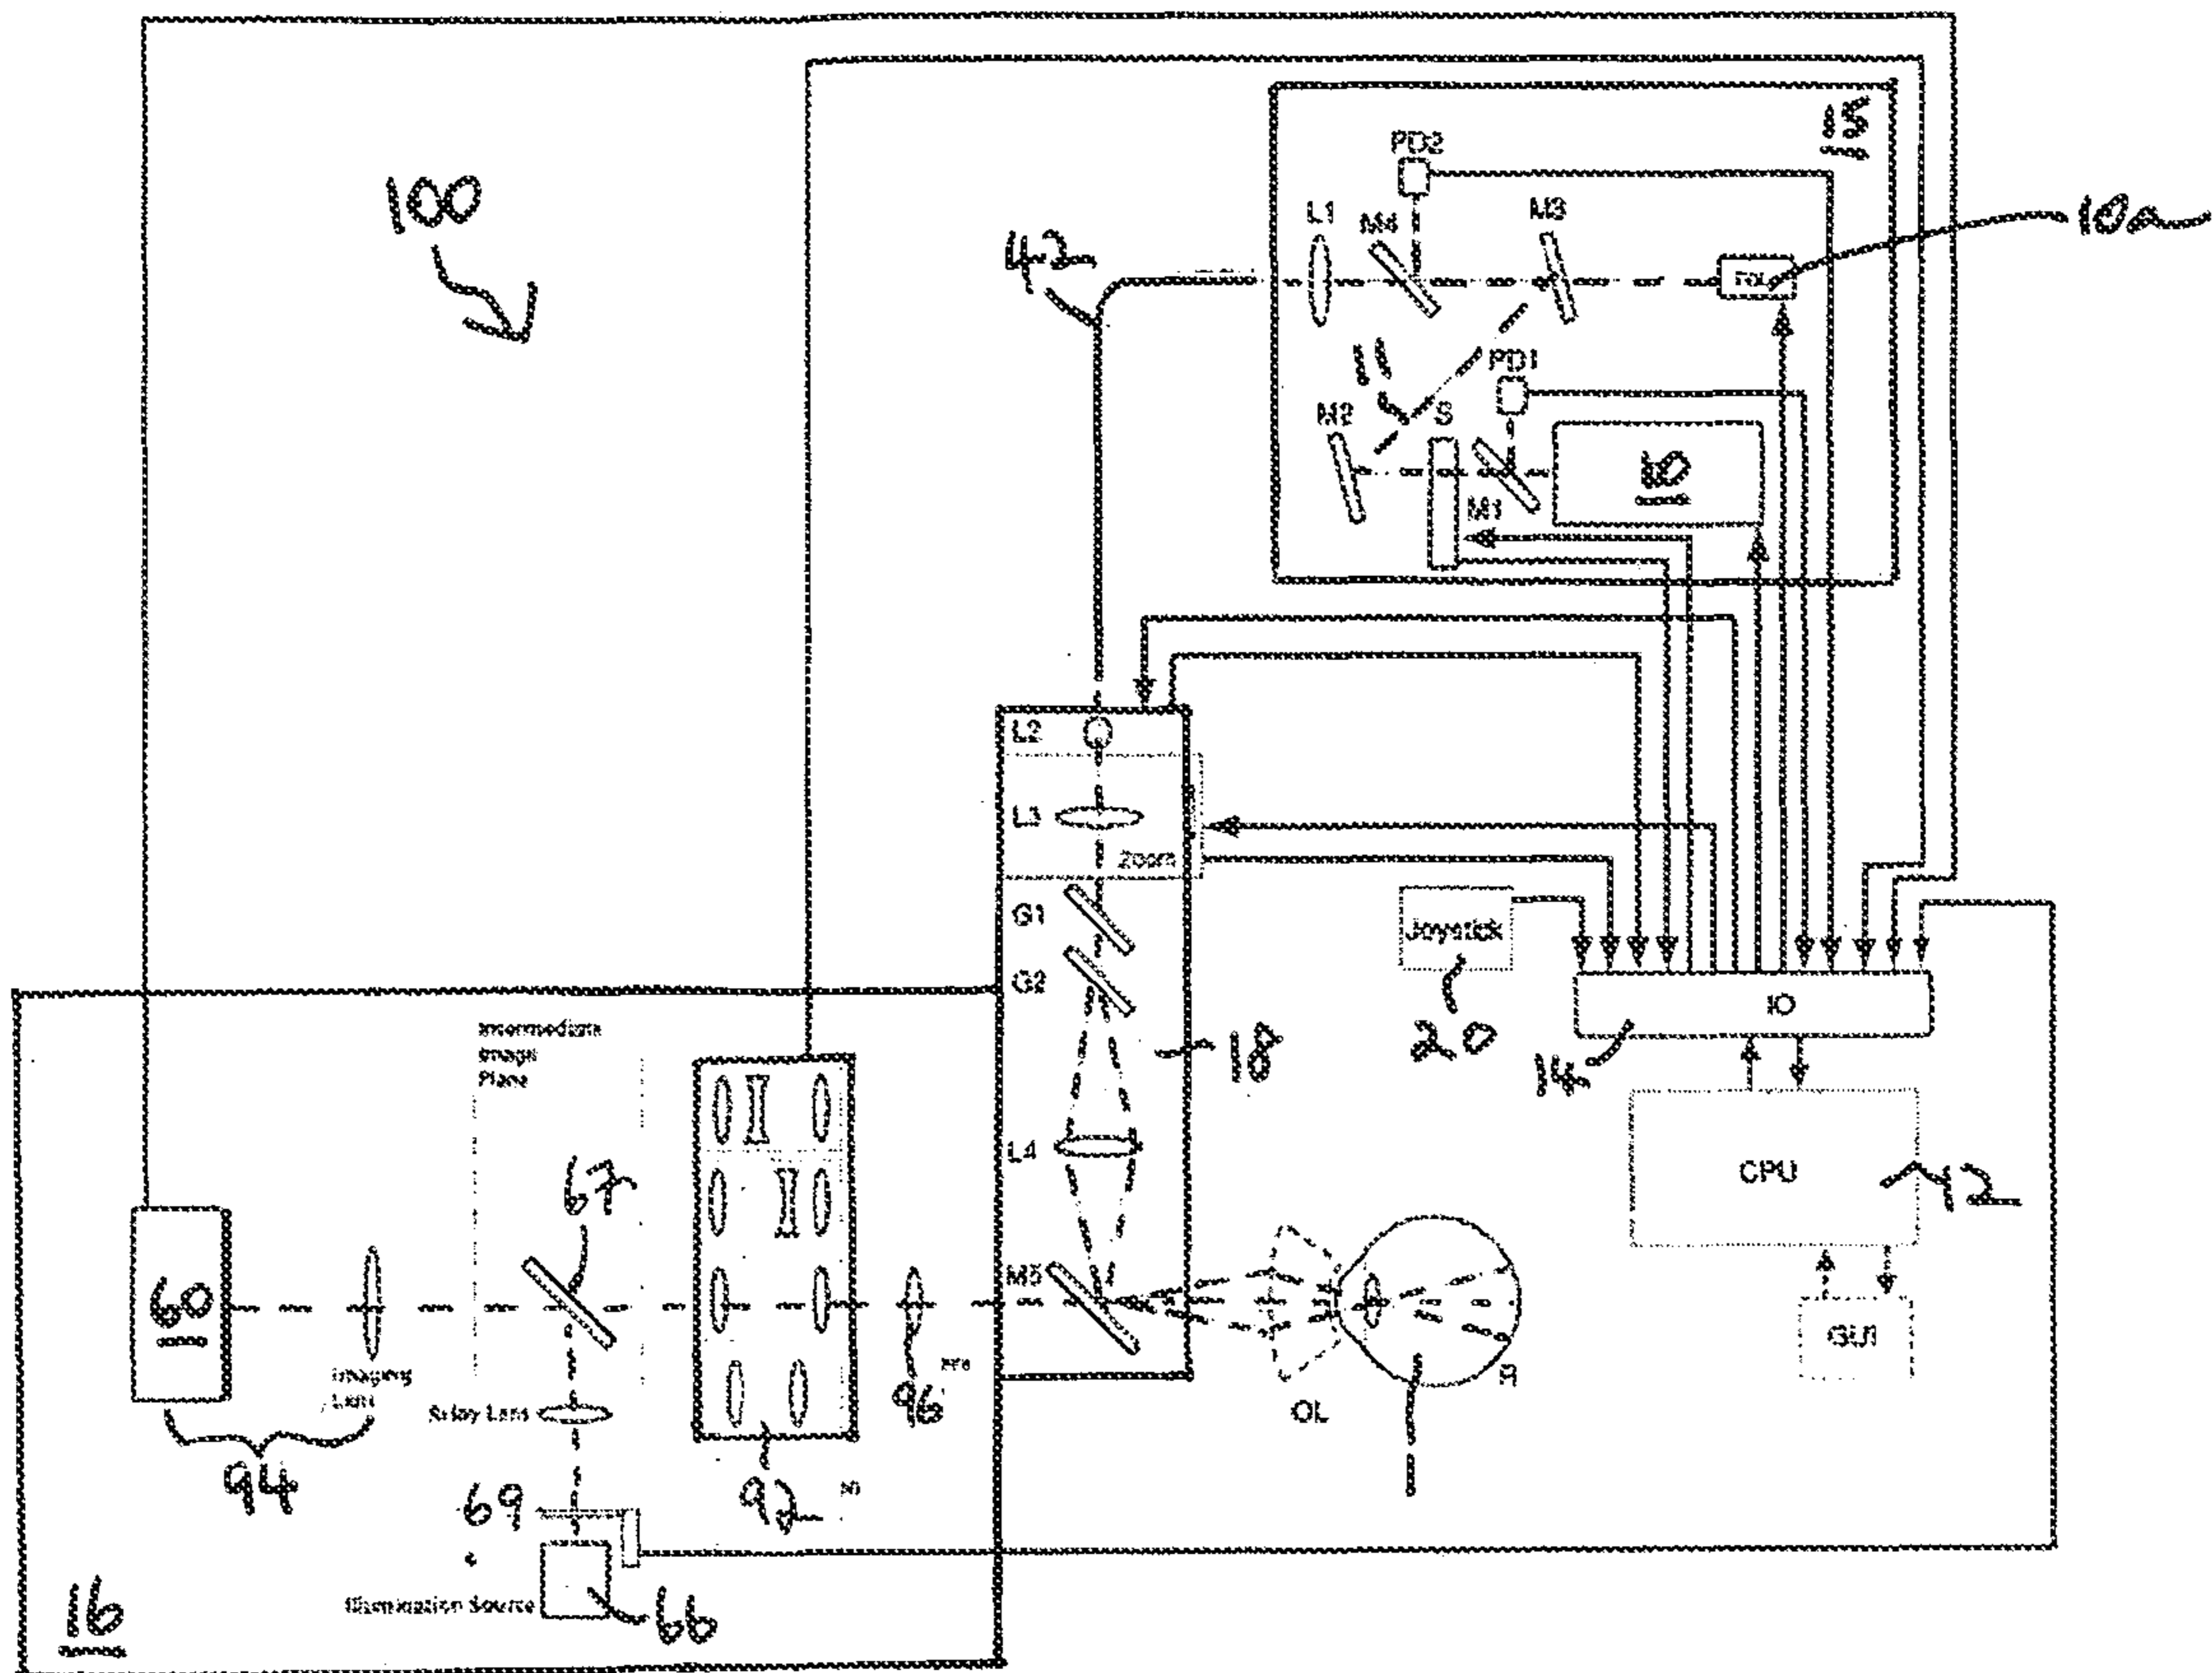 100
15
PD2
L1
M4
M3
10a
42
11
PD1
M2
S
M1
L2
L3
Zoom
G1
G2
Joystick
20
18
IO
14
CPU
12
GUI
Intermediate
Image
Plane
67
L4
M5
60
Imaging
Lens
94
Relay Lens
96
92
OL
R
69
66
Illumination Source
16